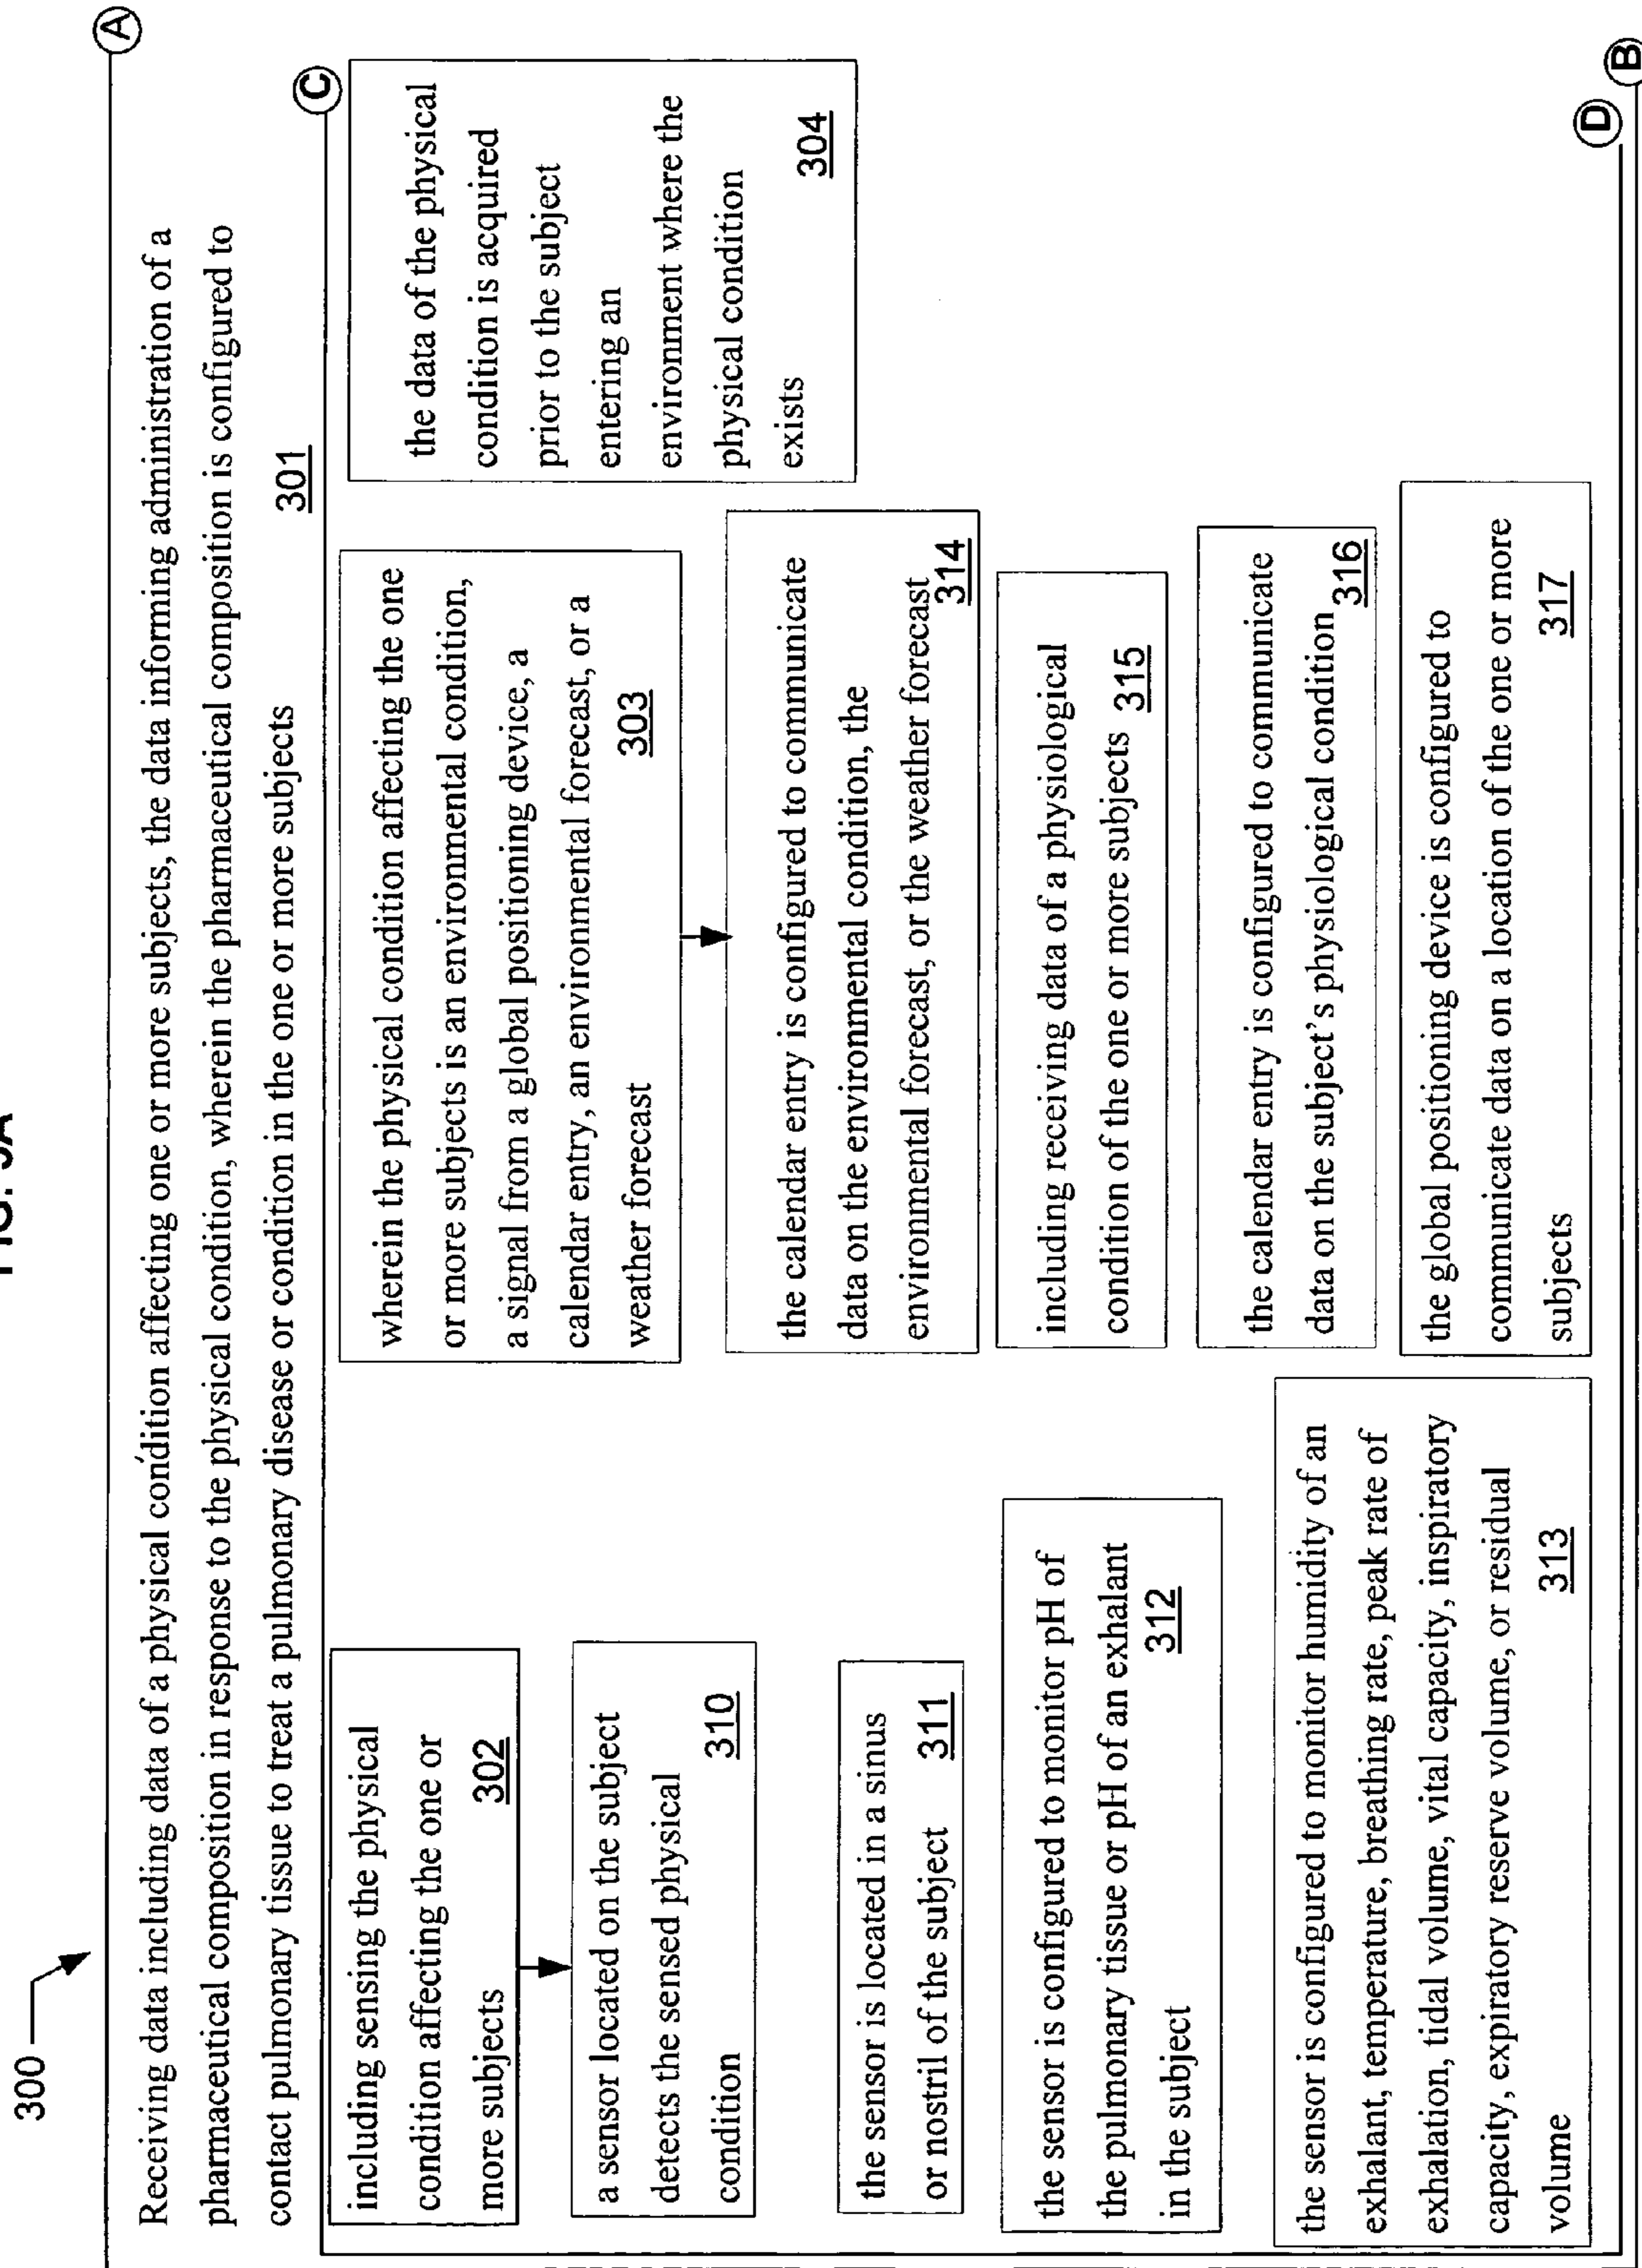 FIG.
300
A
Receiving data including data of a physical condition affecting one or more subjects, the data informing administration of a
pharmaceutical composition in response to the physical condition, wherein the pharmaceutical composition is configured to
contact pulmonary tissue to treat a pulmonary disease or condition in the one or more subjects
301
C
including sensing the physical
condition affecting the one or
more subjects
302
a sensor located on the subject
detects the sensed physical
condition
310
the sensor is located in a sinus
or nostril of the subject
311
the sensor is configured to monitor pH of
the pulmonary tissue or pH of an exhalant
in the subject
312
the sensor is configured to monitor humidity of an
exhalant, temperature, breathing rate, peak rate of
exhalation, tidal volume, vital capacity, inspiratory
capacity, expiratory reserve volume, or residual
volume
313
wherein the physical condition affecting the one
or more subjects is an environmental condition,
a signal from a global positioning device, a
calendar entry, an environmental forecast, or a
weather forecast
303
the calendar entry is configured to communicate
data on the environmental condition, the
environmental forecast, or the weather forecast
314
including receiving data of a physiological
condition of the one or more subjects
315
the calendar entry is configured to communicate
data on the subject's physiological condition
316
the global positioning device is configured to
communicate data on a location of the one or more
subjects
317
the data of the physical
condition is acquired
prior to the subject
entering an
environment where the
physical condition
exists
304
D
B